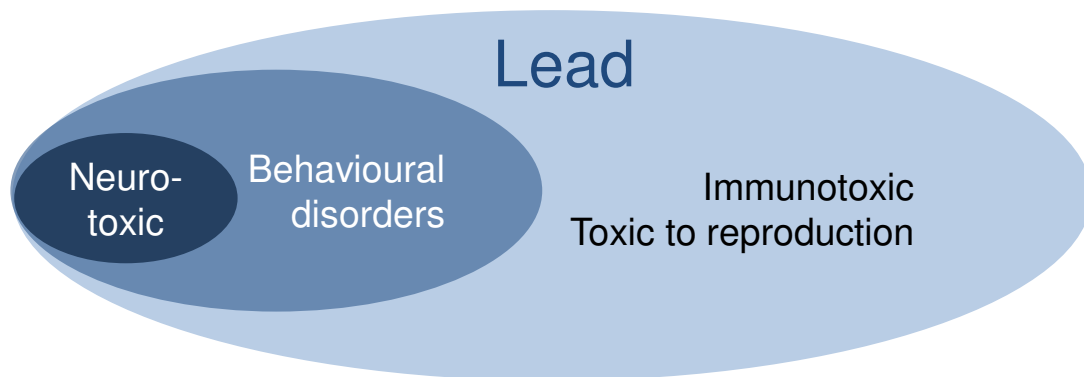 Lead
Neuro-
toxic
Behavioural
disorders
Immunotoxic
Toxic to reproduction